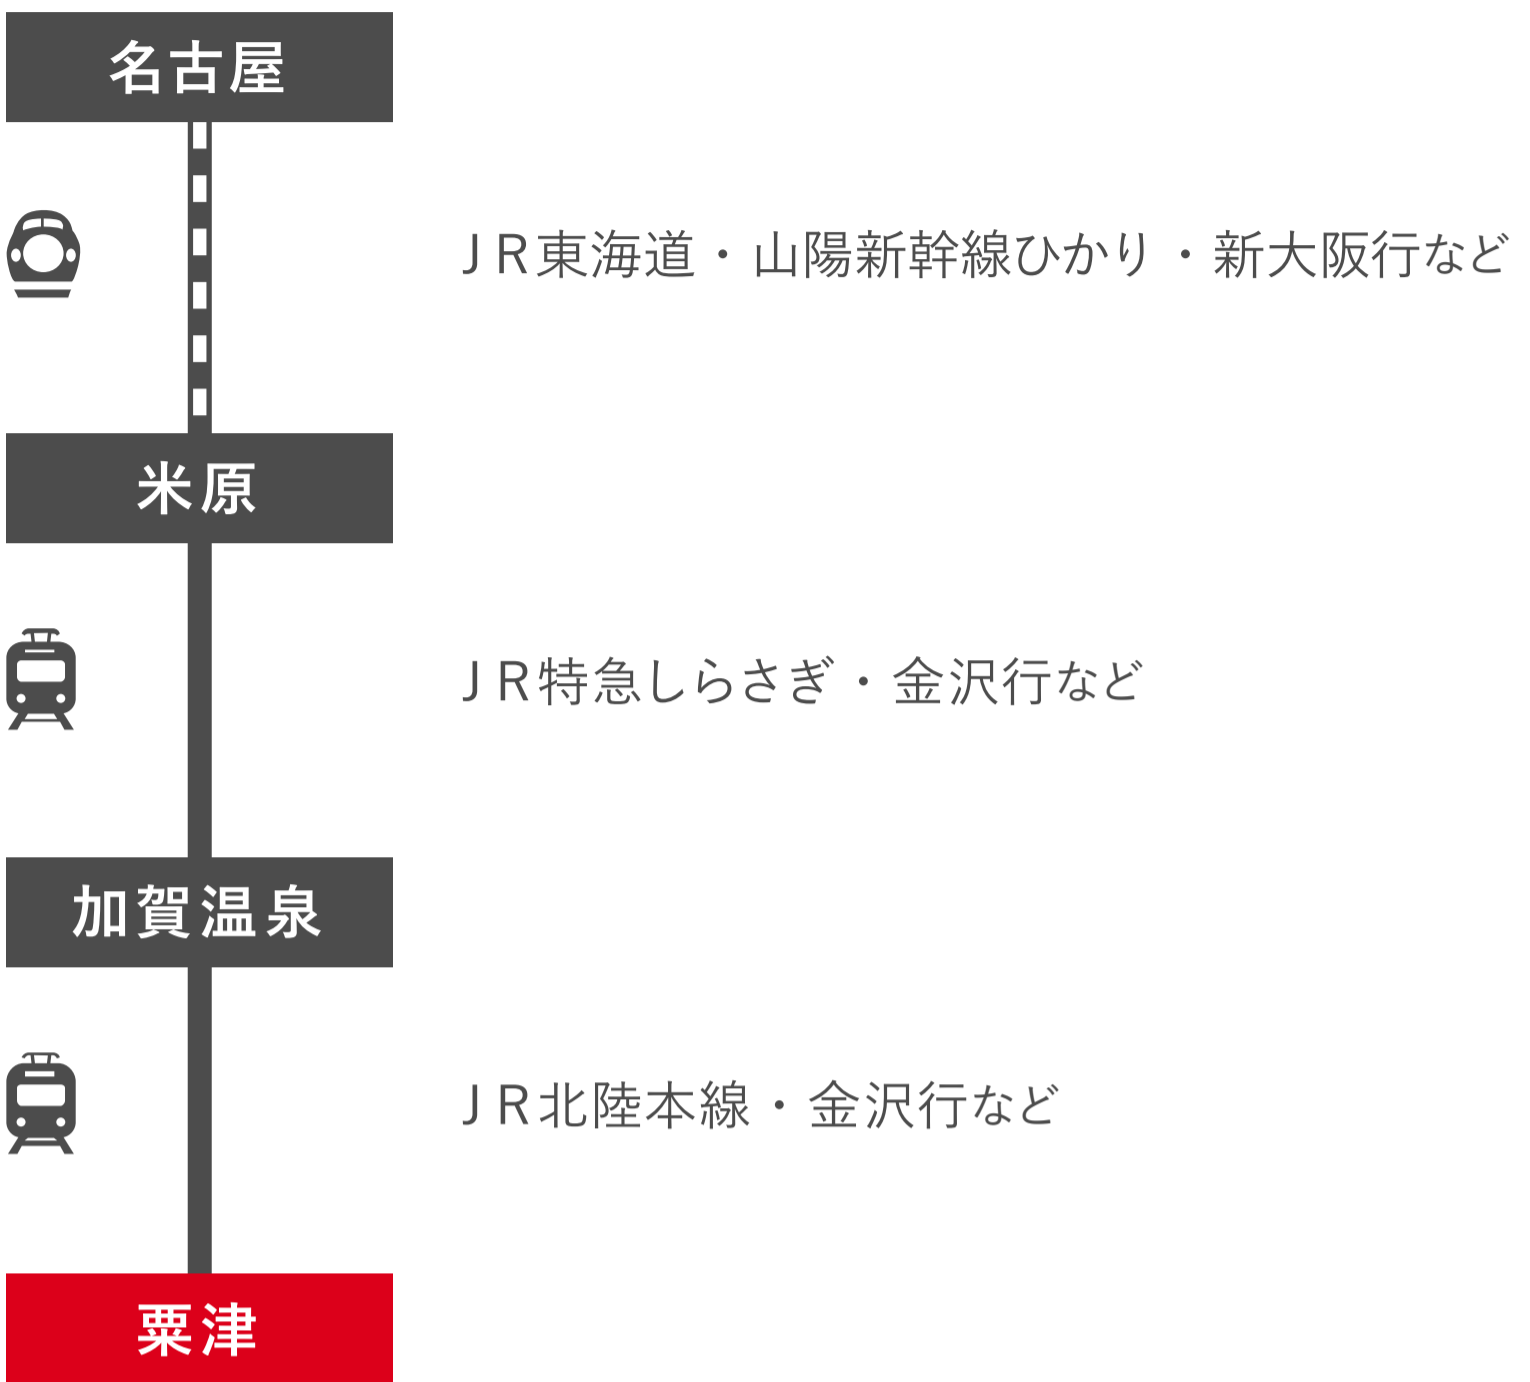 名古屋
ＪＲ東海道・山陽新幹線ひかり・新大阪行など
米原
ＪＲ特急しらさぎ・金沢行など
加賀温泉
ＪＲ北陸本線・金沢行など
粟津